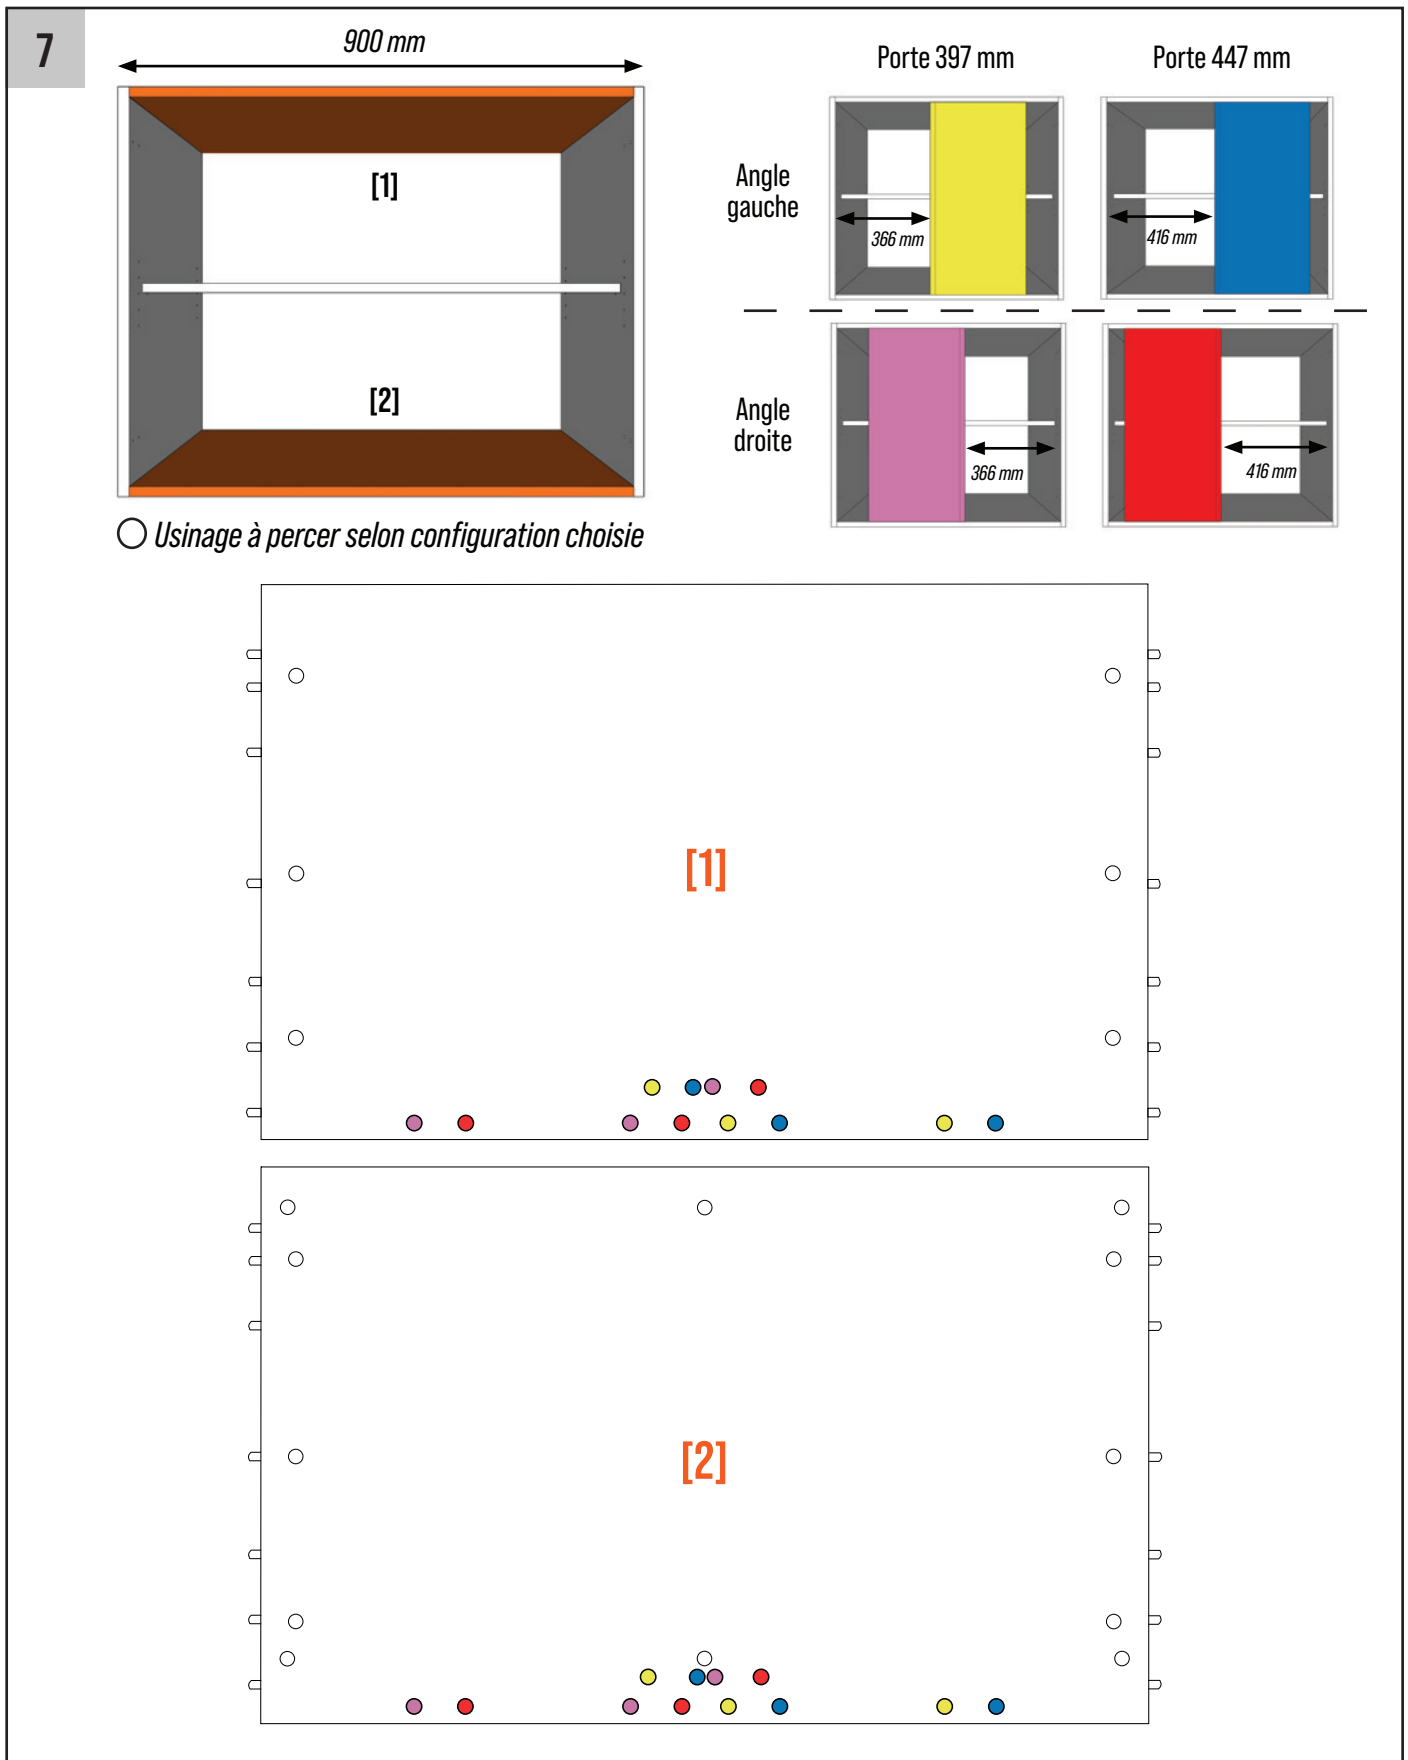 7
900 mm
[1]
[2]
Usinage à percer selon configuration choisie
Porte 397 mm
Porte 447 mm
Angle
gauche
366 mm
416 mm
Angle
droite
366 mm
416 mm
[1]
[2]